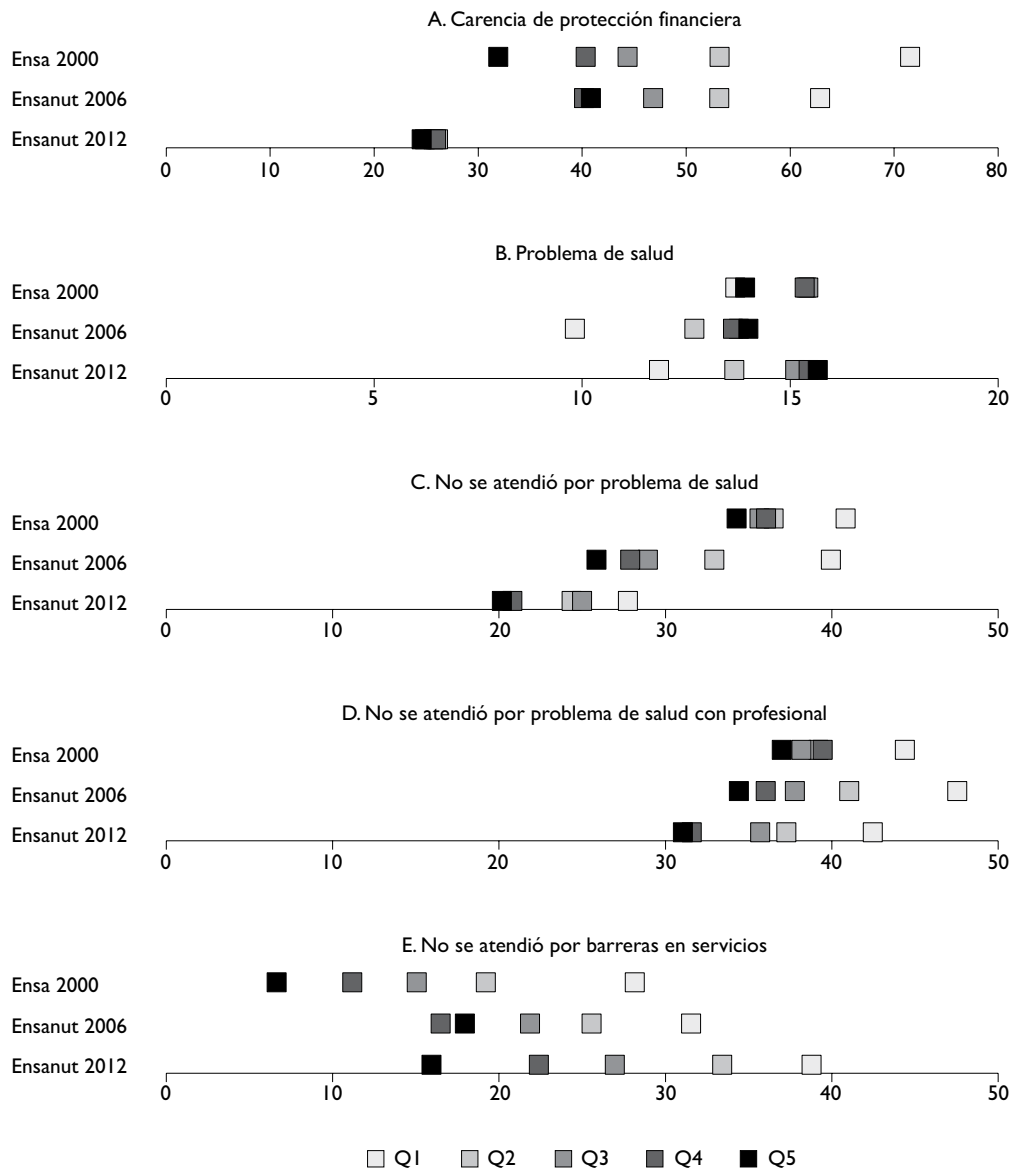 A. Carencia de protección financiera
Ensa 2000
Ensanut 2006
Ensanut 2012
0 10 20 30 40 50 60 70 80
B. Problema de salud
Ensa 2000
Ensanut 2006
Ensanut 2012
0 5 10 15 20
C. No se atendió por problema de salud
Ensa 2000
Ensanut 2006
Ensanut 2012
0 10 20 30 40 50
D. No se atendió por problema de salud con profesional
Ensa 2000
Ensanut 2006
Ensanut 2012
0 10 20 30 40 50
E. No se atendió por barreras en servicios
Ensa 2000
Ensanut 2006
Ensanut 2012
0 10 20 30 40 50
Q1 Q2 Q3 Q4 Q5